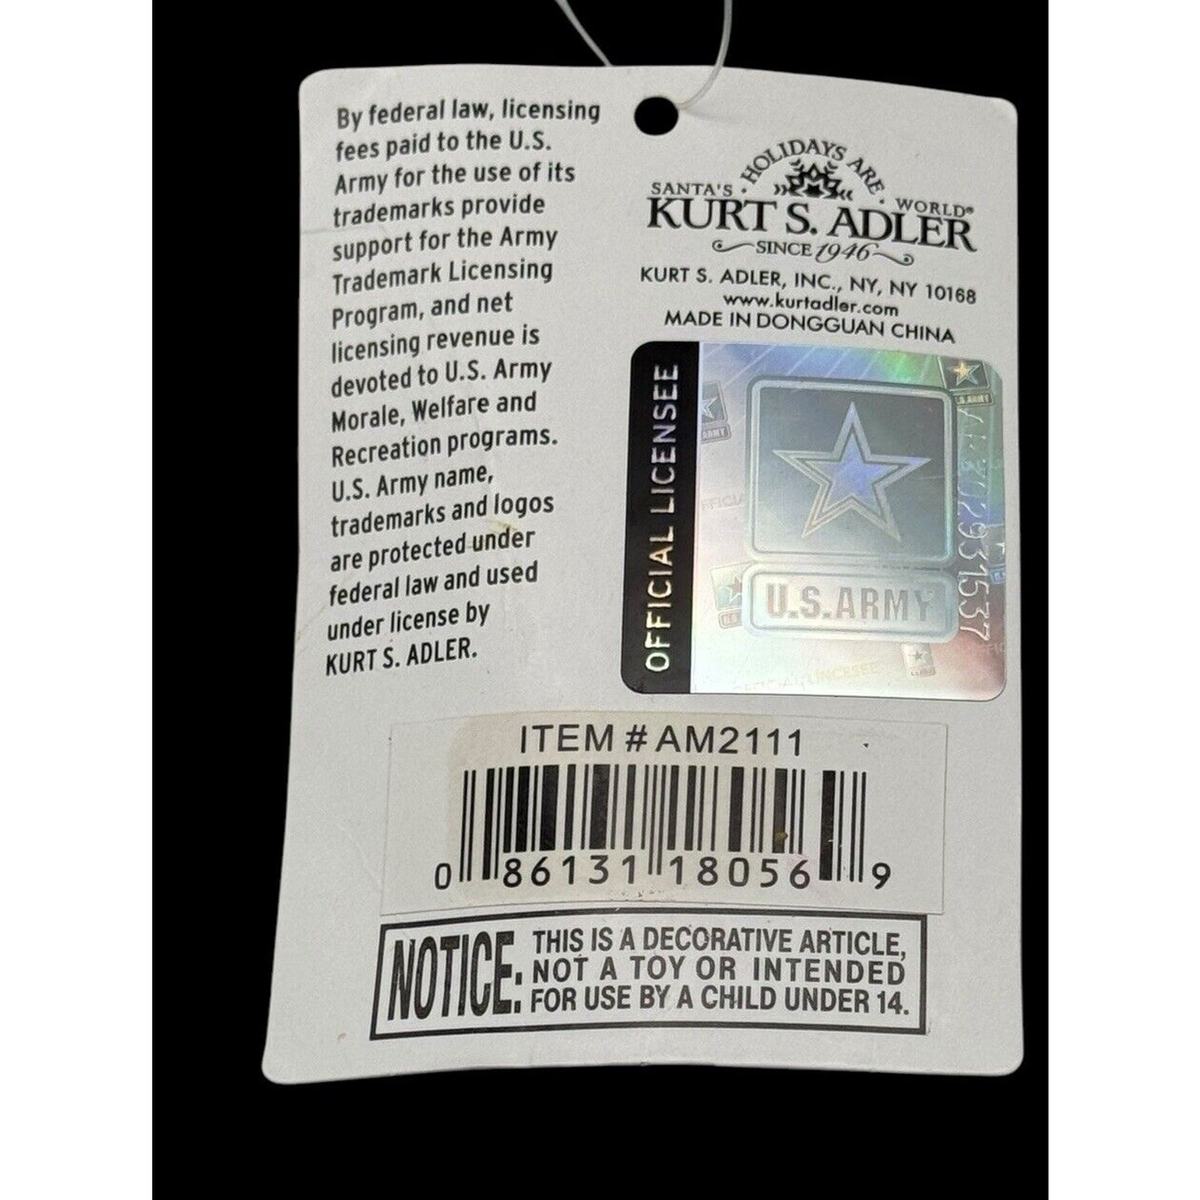 By federal law, licensing
fees paid to the U.S.
Army for the use of its
trademarks provide
support for the Army
Trademark Licensing
Program, and net
licensing revenue is
devoted to U.S. Army
Morale, Welfare and
Recreation programs.
U.S. Army name,
trademarks and logos
are protected under
federal law and used
under license by
KURT S. ADLER.
HOLIDAYS ARE
SANTA'S · · WORLD®
KURT S. ADLER
SINCE 1946
KURT S. ADLER, INC., NY, NY 10168
www.kurtadler.com
MADE IN DONGGUAN CHINA
OFFICIAL LICENSEE
U.S.ARMY
U.S.ARMY
ITEM # AM2111
0 86131 18056 9
NOTICE: THIS IS A DECORATIVE ARTICLE,
NOT A TOY OR INTENDED
FOR USE BY A CHILD UNDER 14.